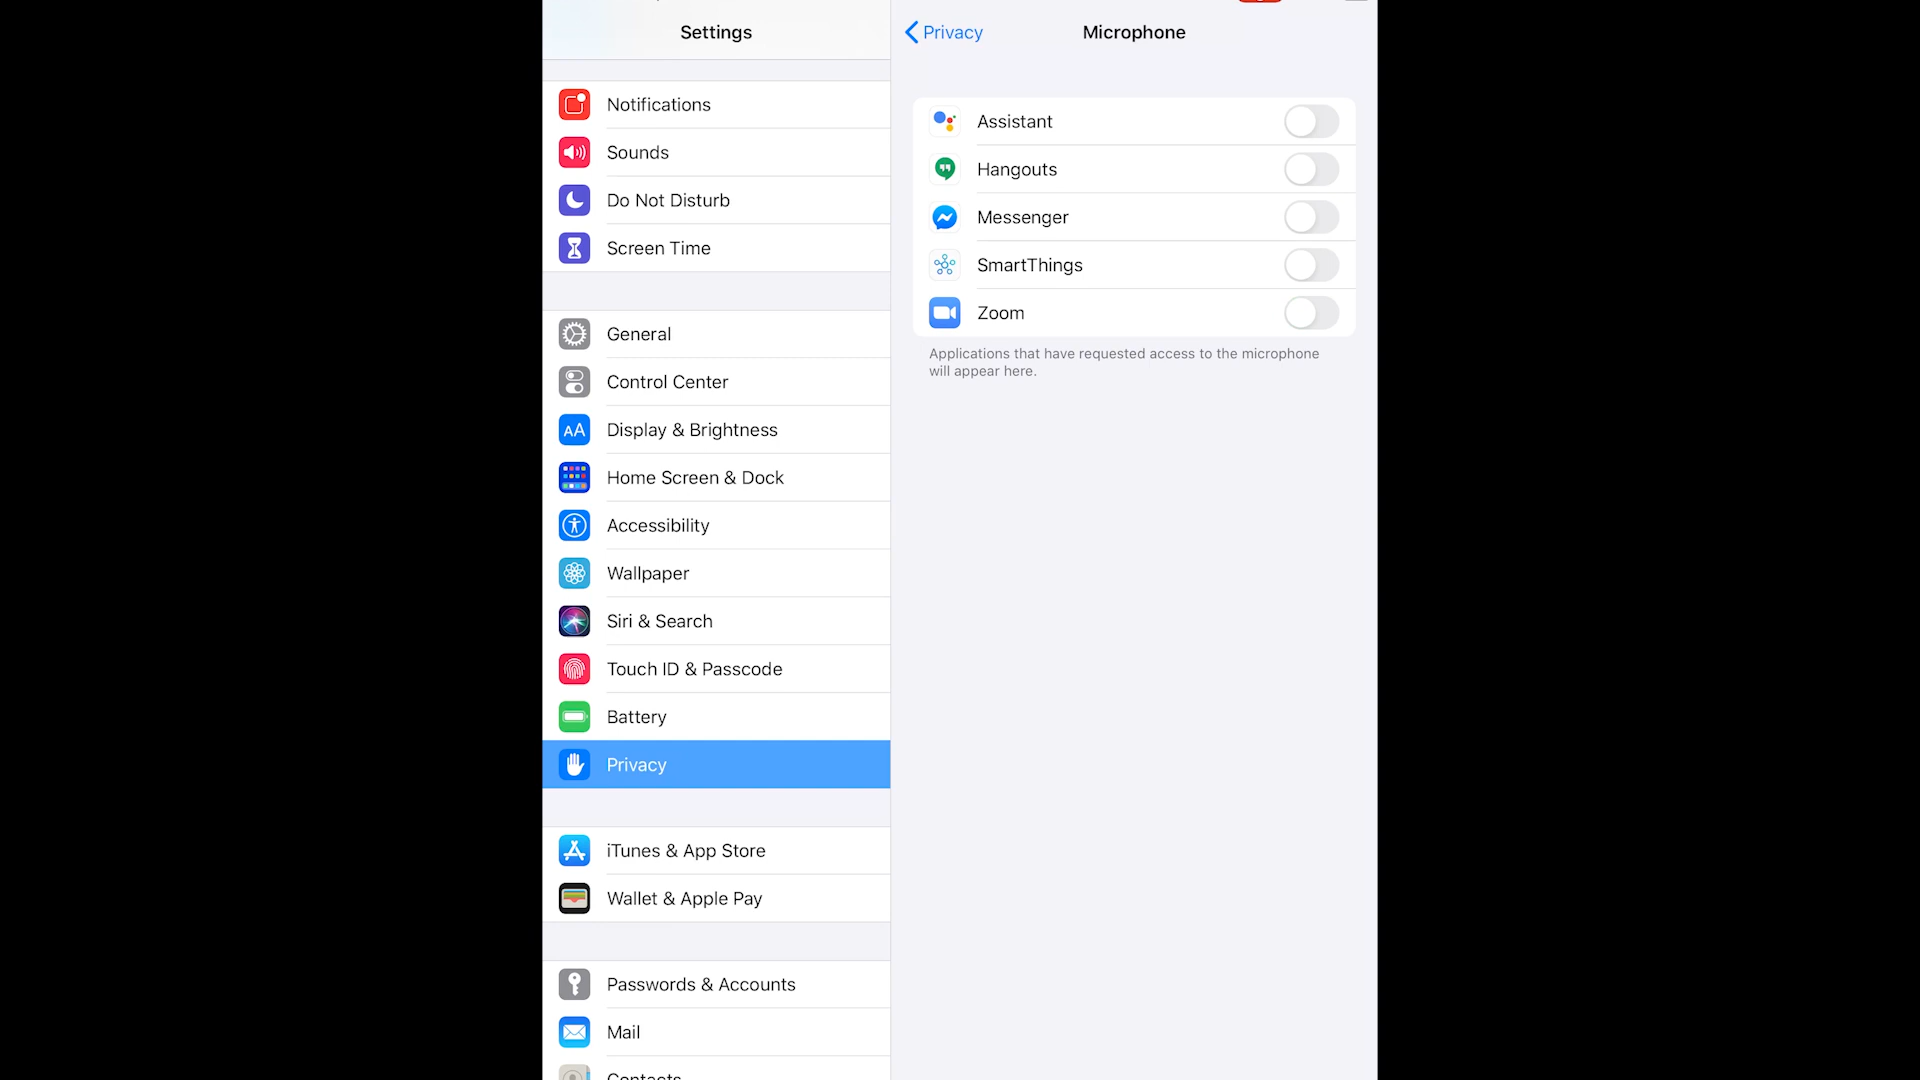 Settings
Notifications
Sounds
Do Not Disturb
Screen Time
General
Control Center
AA
Display & Brightness
Home Screen & Dock
Accessibility
Wallpaper
Siri & Search
Touch ID & Passcode
Battery
Privacy
iTunes & App Store
Wallet & Apple Pay
Passwords & Accounts
Mail
Contacts
Privacy
Microphone
Assistant
Hangouts
Messenger
SmartThings
Zoom
Applications that have requested access to the microphone
will appear here.